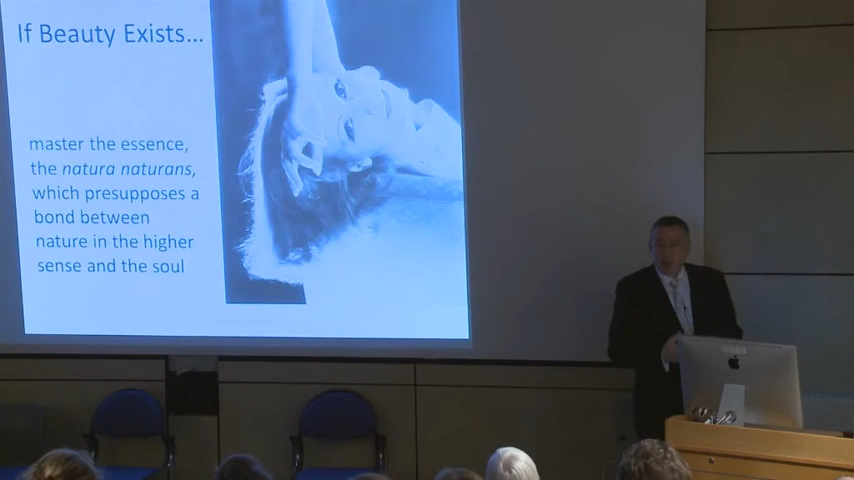 If Beauty Exists...
master the essence,
the natura naturans,
which presupposes a
bond between
nature in the higher
sense and the soul